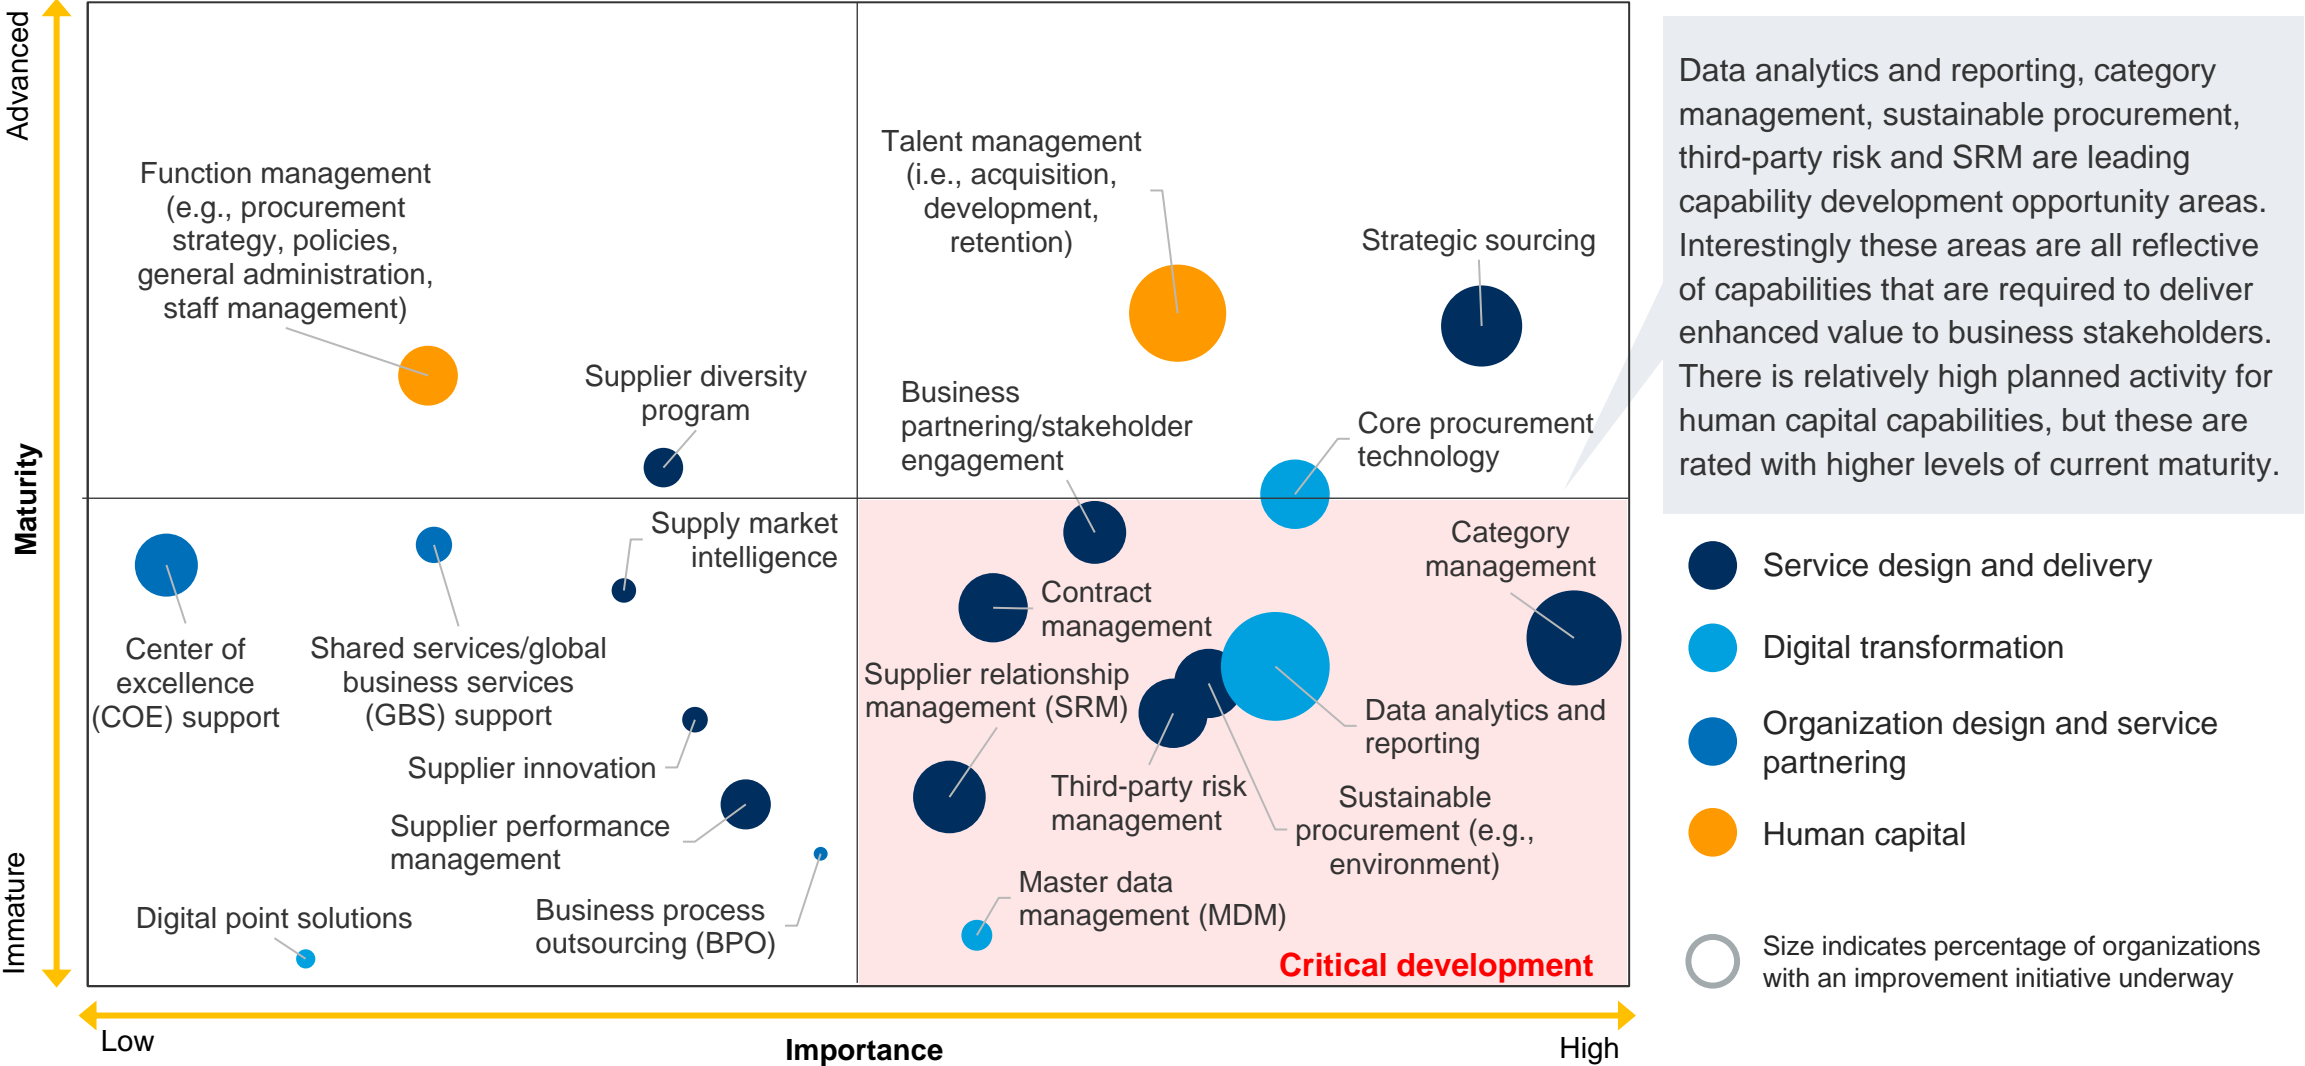 Advanced
Maturity
Immature
Function management
(e.g., procurement
strategy, policies,
general administration,
staff management)
Supplier diversity
program
Talent management
(i.e., acquisition,
development,
retention)
Strategic sourcing
Business
partnering/stakeholder
engagement
Core procurement
technology
Supply market
intelligence
Center of
excellence
(COE) support
Shared services/global
business services
(GBS) support
Supplier innovation
Supplier performance
management
Digital point solutions
Business process
outsourcing (BPO)
Category
management
Contract
management
Supplier relationship
management (SRM)
Data analytics and
reporting
Third-party risk
management
Sustainable
procurement (e.g.,
environment)
Master data
management (MDM)
Critical development
Low
Importance
High
Data analytics and reporting, category
management, sustainable procurement,
third-party risk and SRM are leading
capability development opportunity areas.
Interestingly these areas are all reflective
of capabilities that are required to deliver
enhanced value to business stakeholders.
There is relatively high planned activity for
human capital capabilities, but these are
rated with higher levels of current maturity.
Service design and delivery
Digital transformation
Organization design and service
partnering
Human capital
Size indicates percentage of organizations
with an improvement initiative underway